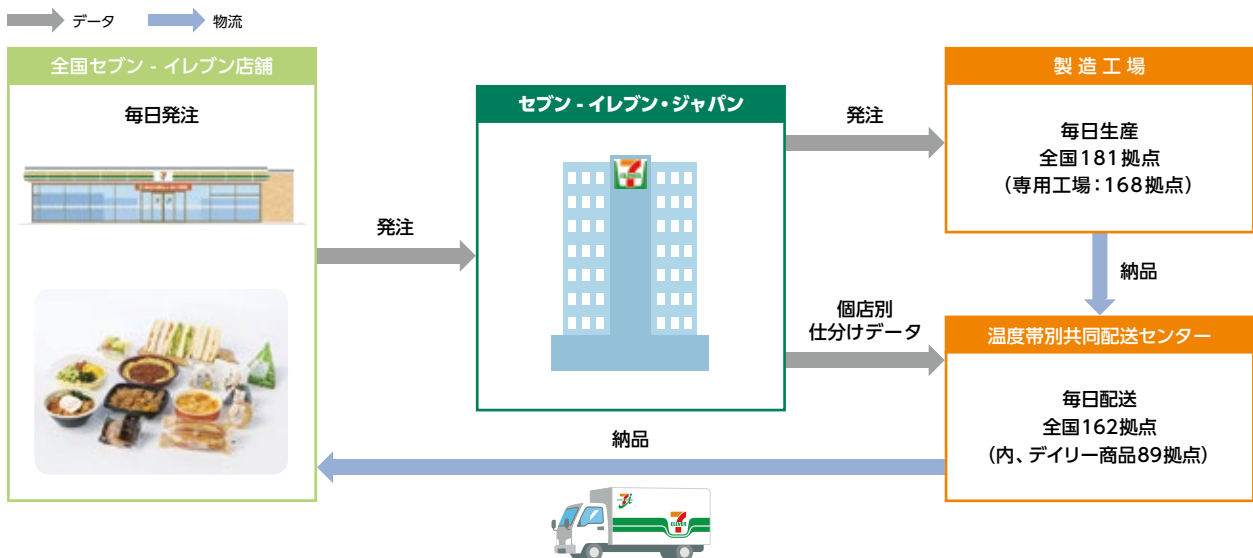 データ
物流
全国セブン - イレブン店舗
毎日発注
発注
セブン - イレブン・ジャパン
発注
個店別
仕分けデータ
製造工場
毎日生産
全国181拠点
(専用工場：168拠点)
納品
温度帯別共同配送センター
毎日配送
全国162拠点
(内、デイリー商品89拠点)
納品
7
ELEVEN
7
ELEVEN